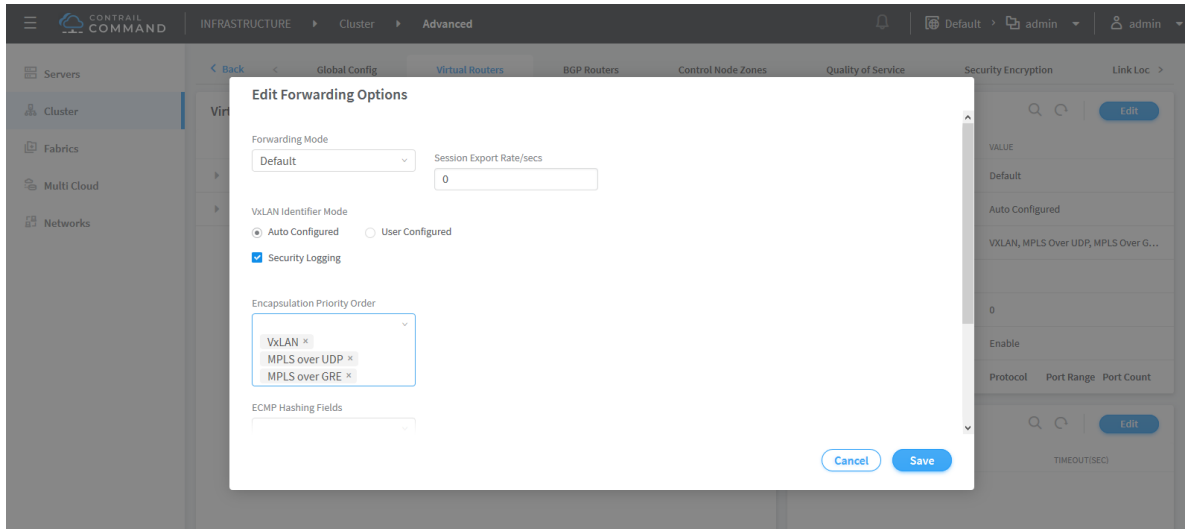 CONTRAIL
COMMAND
INFRASTRUCTURE Cluster Advanced
Default admin admin
Servers
Cluster
Fabrics
Multi Cloud
Networks
Back Global Config Virtual Routers BGP Routers Control Node Zones Quality of Service Security Encryption Link Loc
Virt
Edit
VALUE
Default
Auto Configured
VXLAN, MPLS Over UDP, MPLS Over G...
0
Enable
Protocol Port Range Port Count
Edit
TIMEOUT(SEC)
Edit Forwarding Options
Forwarding Mode
Default
Session Export Rate/secs
0
VxLAN Identifier Mode
Auto Configured User Configured
Security Logging
Encapsulation Priority Order
VxLAN ×
MPLS over UDP ×
MPLS over GRE ×
ECMP Hashing Fields
Cancel Save